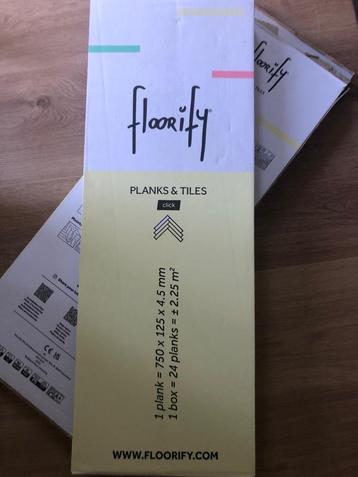 floorify®
PLANKS & TILES
click
1 plank = 750 x 125 x 4.5 mm
1 box = 24 planks = ± 2.25 m²
WWW.FLOORIFY.COM
floorify